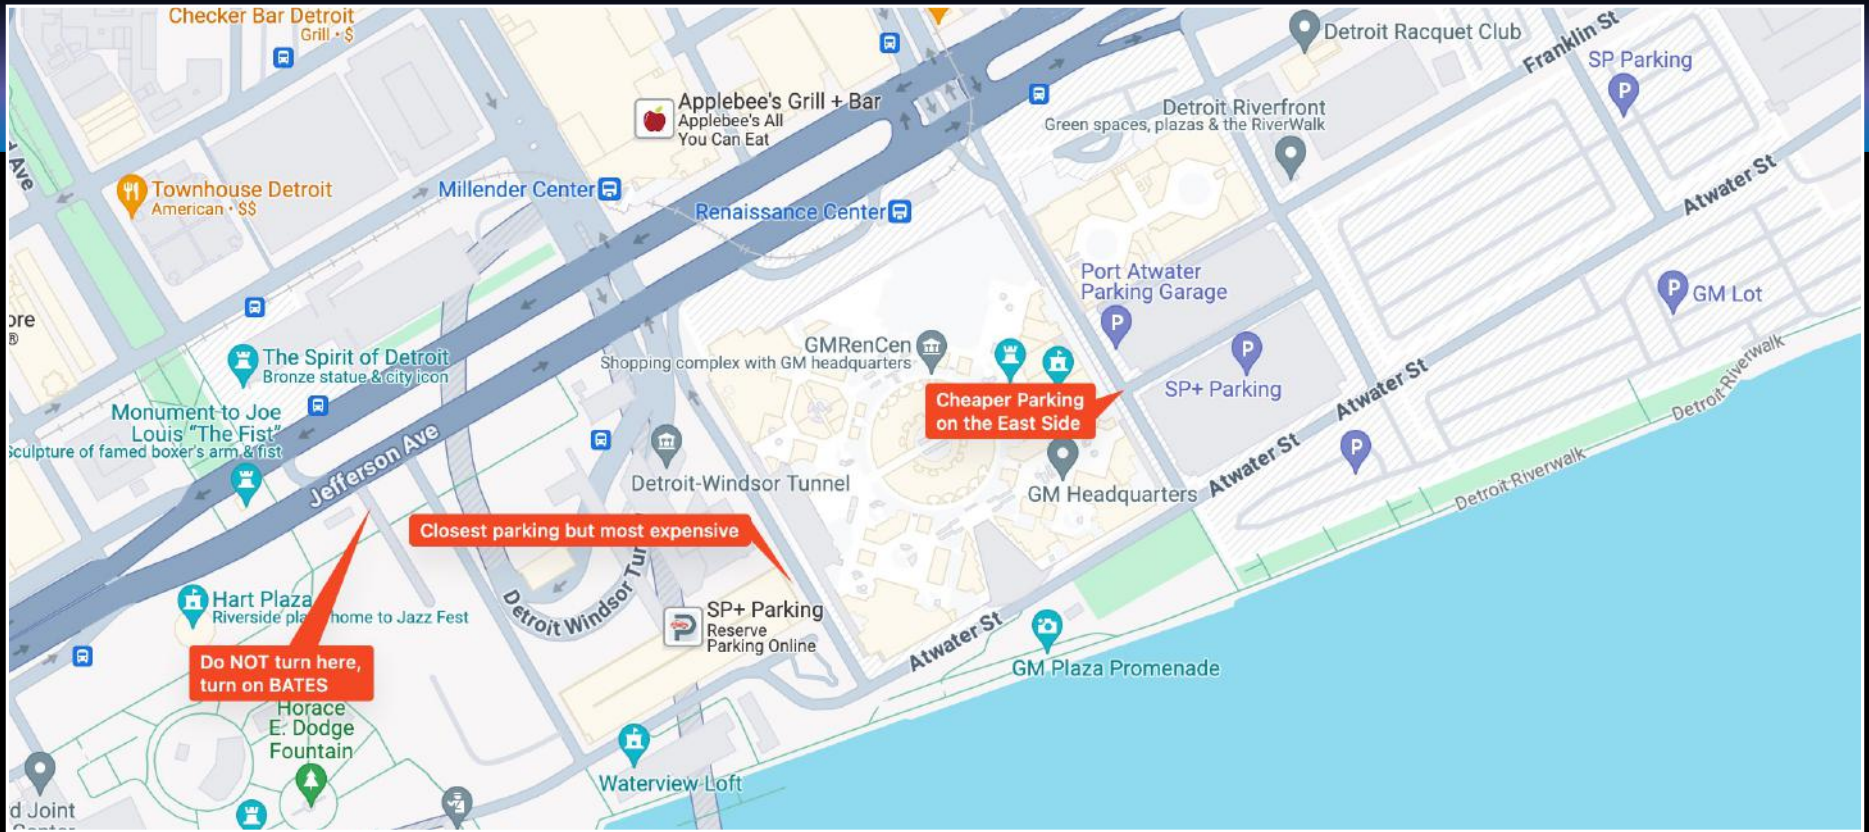 Checker Bar Detroit
Grill · $
Detroit Racquet Club
Franklin St
SP Parking
Applebee's Grill + Bar
Applebee's All
You Can Eat
Detroit Riverfront
Green spaces, plazas & the RiverWalk
Ave
Townhouse Detroit
American · $$
Millender Center
Renaissance Center
Atwater St
Port Atwater
Parking Garage
P
GM Lot
ore
®
The Spirit of Detroit
Bronze statue & city icon
GMRenCen
Shopping complex with GM headquarters
P
P
SP+ Parking
P
P
Detroit Riverwalk
Cheaper Parking
on the East Side
Atwater St
Monument to Joe
Louis "The Fist"
Sculpture of famed boxer's arm & fist
Jefferson Ave
Detroit-Windsor Tunnel
GM Headquarters
Atwater St
P
Detroit Riverwalk
Closest parking but most expensive
Hart Plaza
Riverside pla home to Jazz Fest
Detroit Windsor Tun
SP+ Parking
Reserve
Parking Online
Atwater St
GM Plaza Promenade
Do NOT turn here,
turn on BATES
Horace
E. Dodge
Fountain
Waterview Loft
d Joint